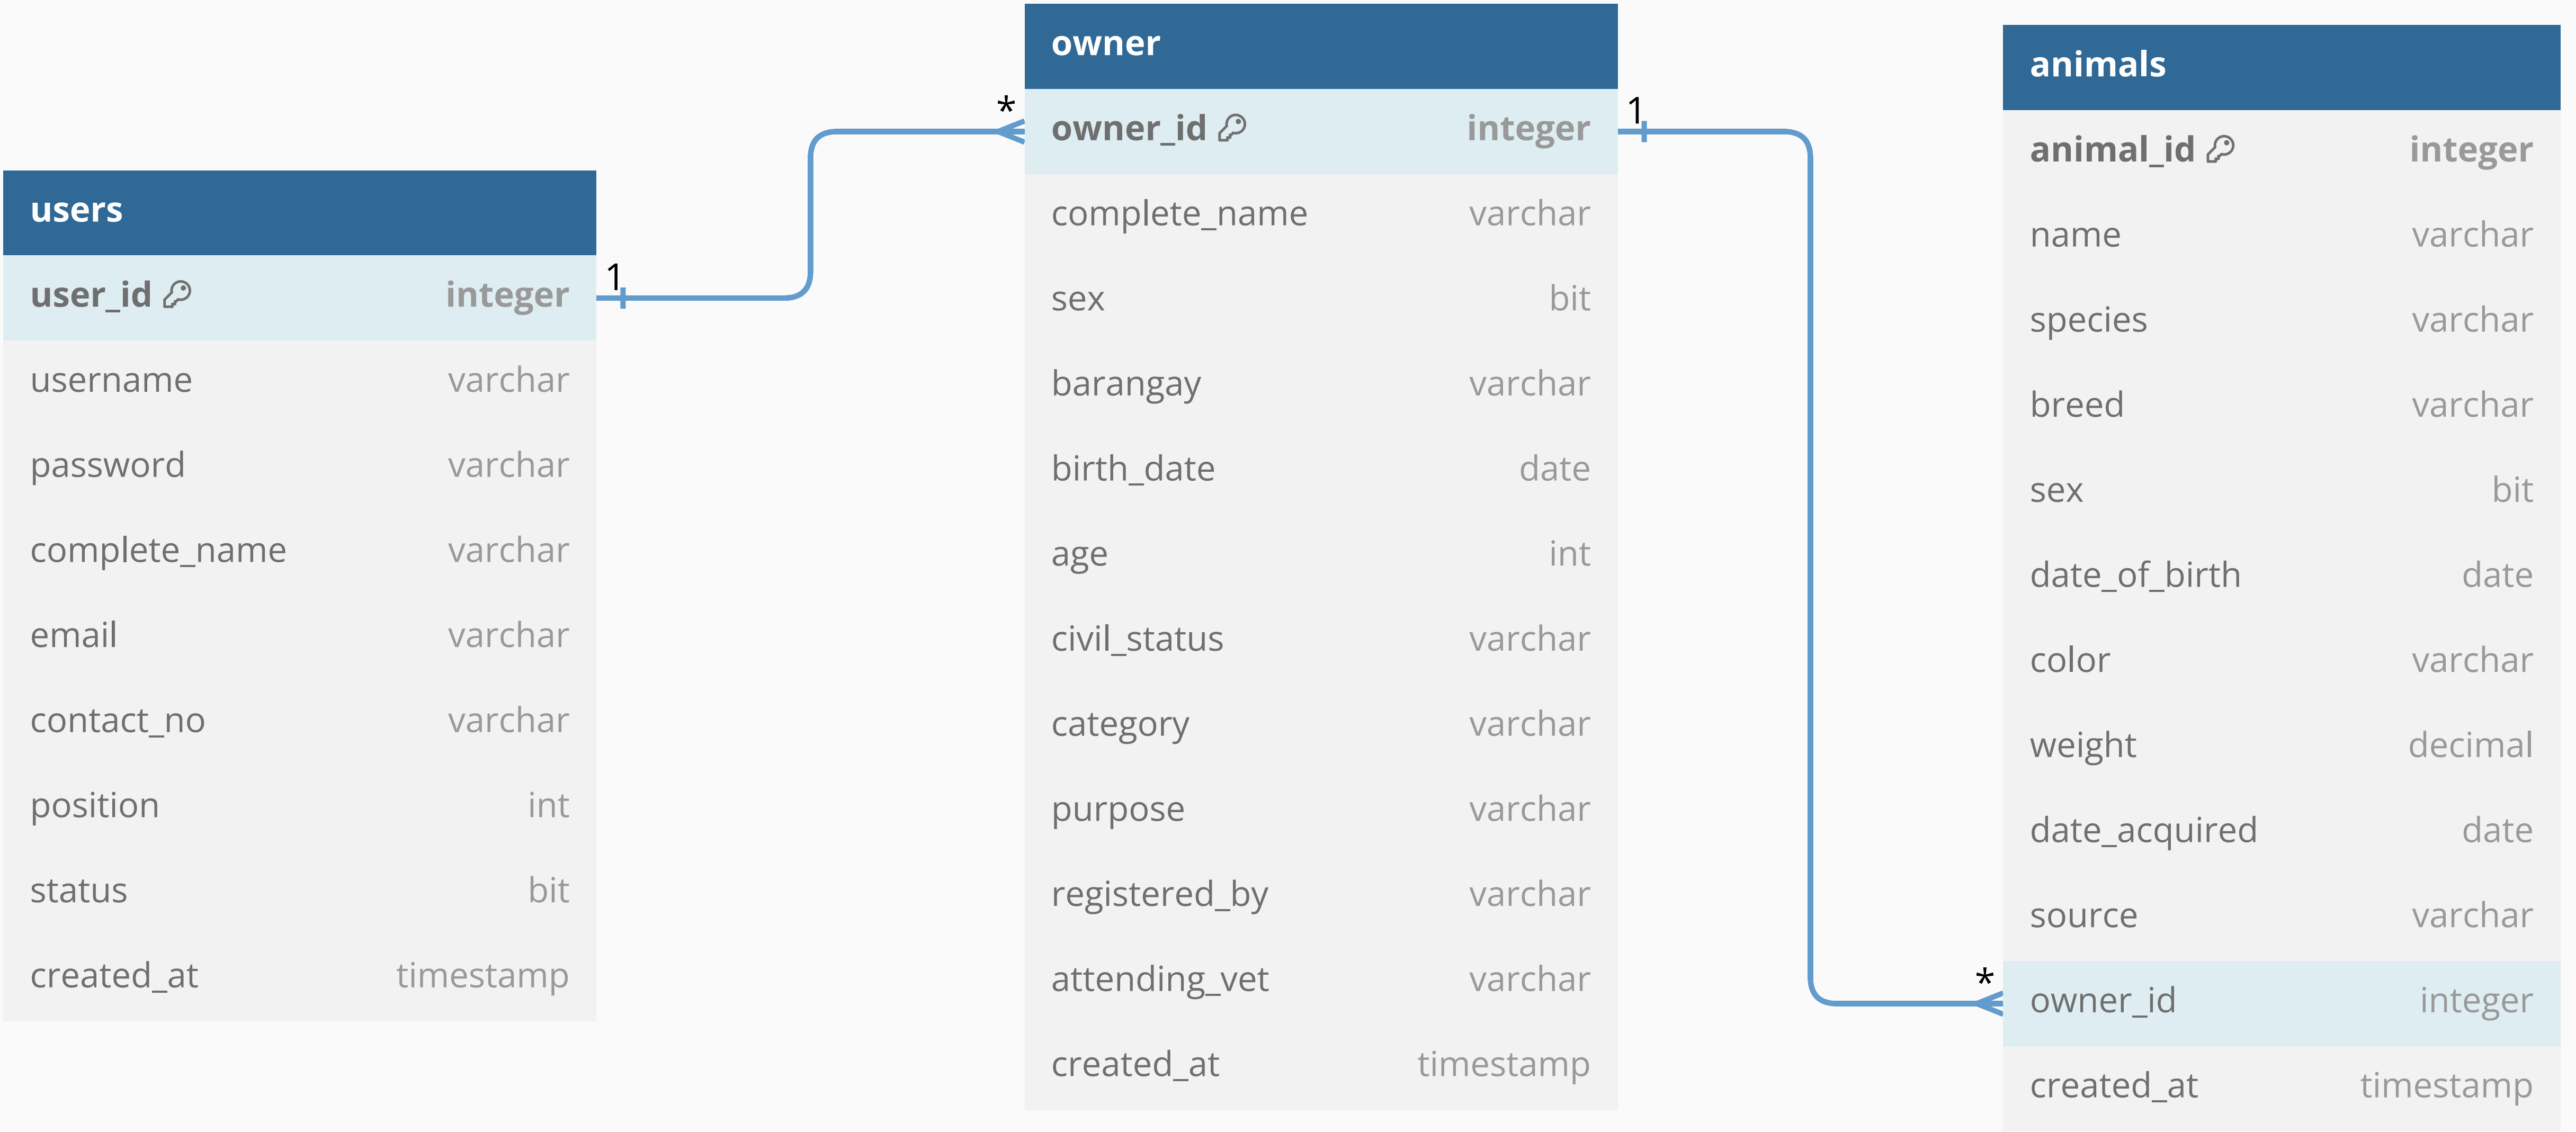 users
user_id integer
username varchar
password varchar
complete_name varchar
email varchar
contact_no varchar
position int
status bit
created_at timestamp
1
*
owner
owner_id integer
complete_name varchar
sex bit
barangay varchar
birth_date date
age int
civil_status varchar
category varchar
purpose varchar
registered_by varchar
attending_vet varchar
created_at timestamp
1
*
animals
animal_id integer
name varchar
species varchar
breed varchar
sex bit
date_of_birth date
color varchar
weight decimal
date_acquired date
source varchar
owner_id integer
created_at timestamp